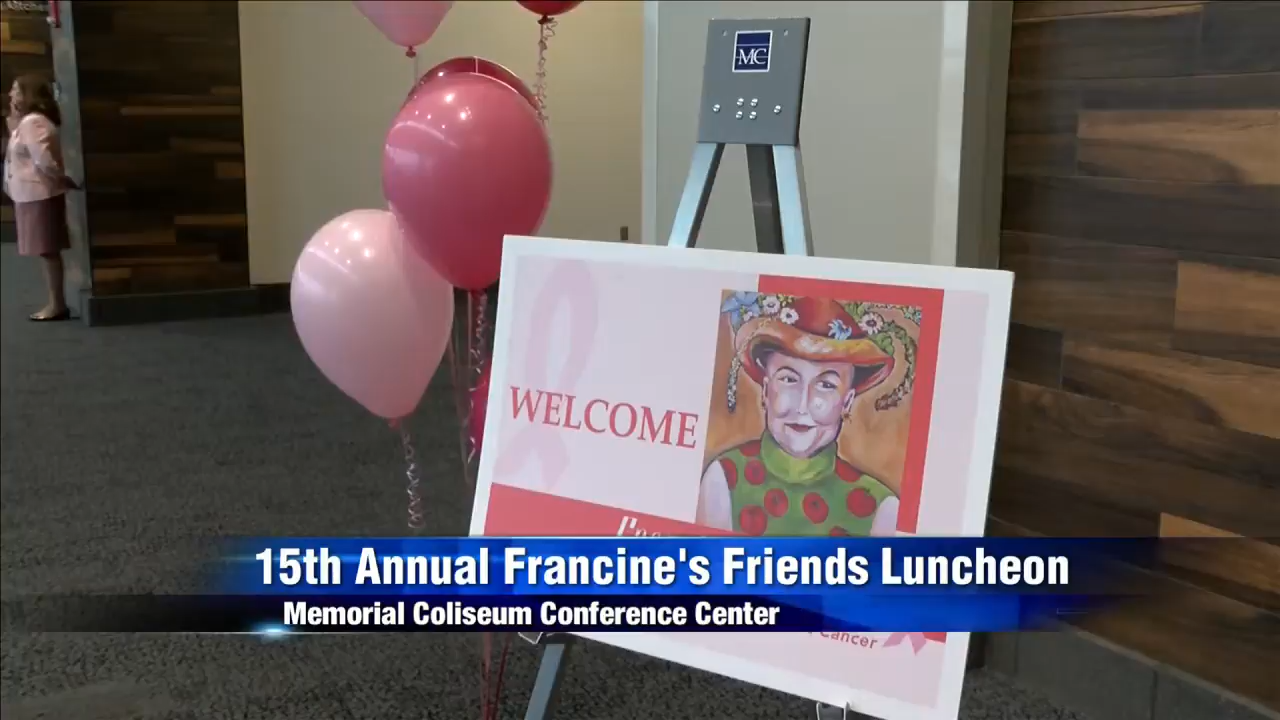 MC
WELCOME
15th Annual Francine's Friends Luncheon
Memorial Coliseum Conference Center
Cancer